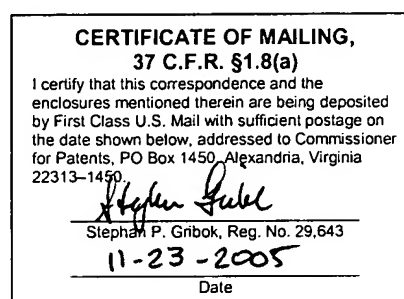 CERTIFICATE OF MAILING,
37 C.F.R. §1.8(a)
I certify that this correspondence and the
enclosures mentioned therein are being deposited
by First Class U.S. Mail with sufficient postage on
the date shown below, addressed to Commissioner
for Patents, PO Box 1450, Alexandria, Virginia
22313–1450.
Stephan P. Gribok, Reg. No. 29,643
11-23-2005
Date